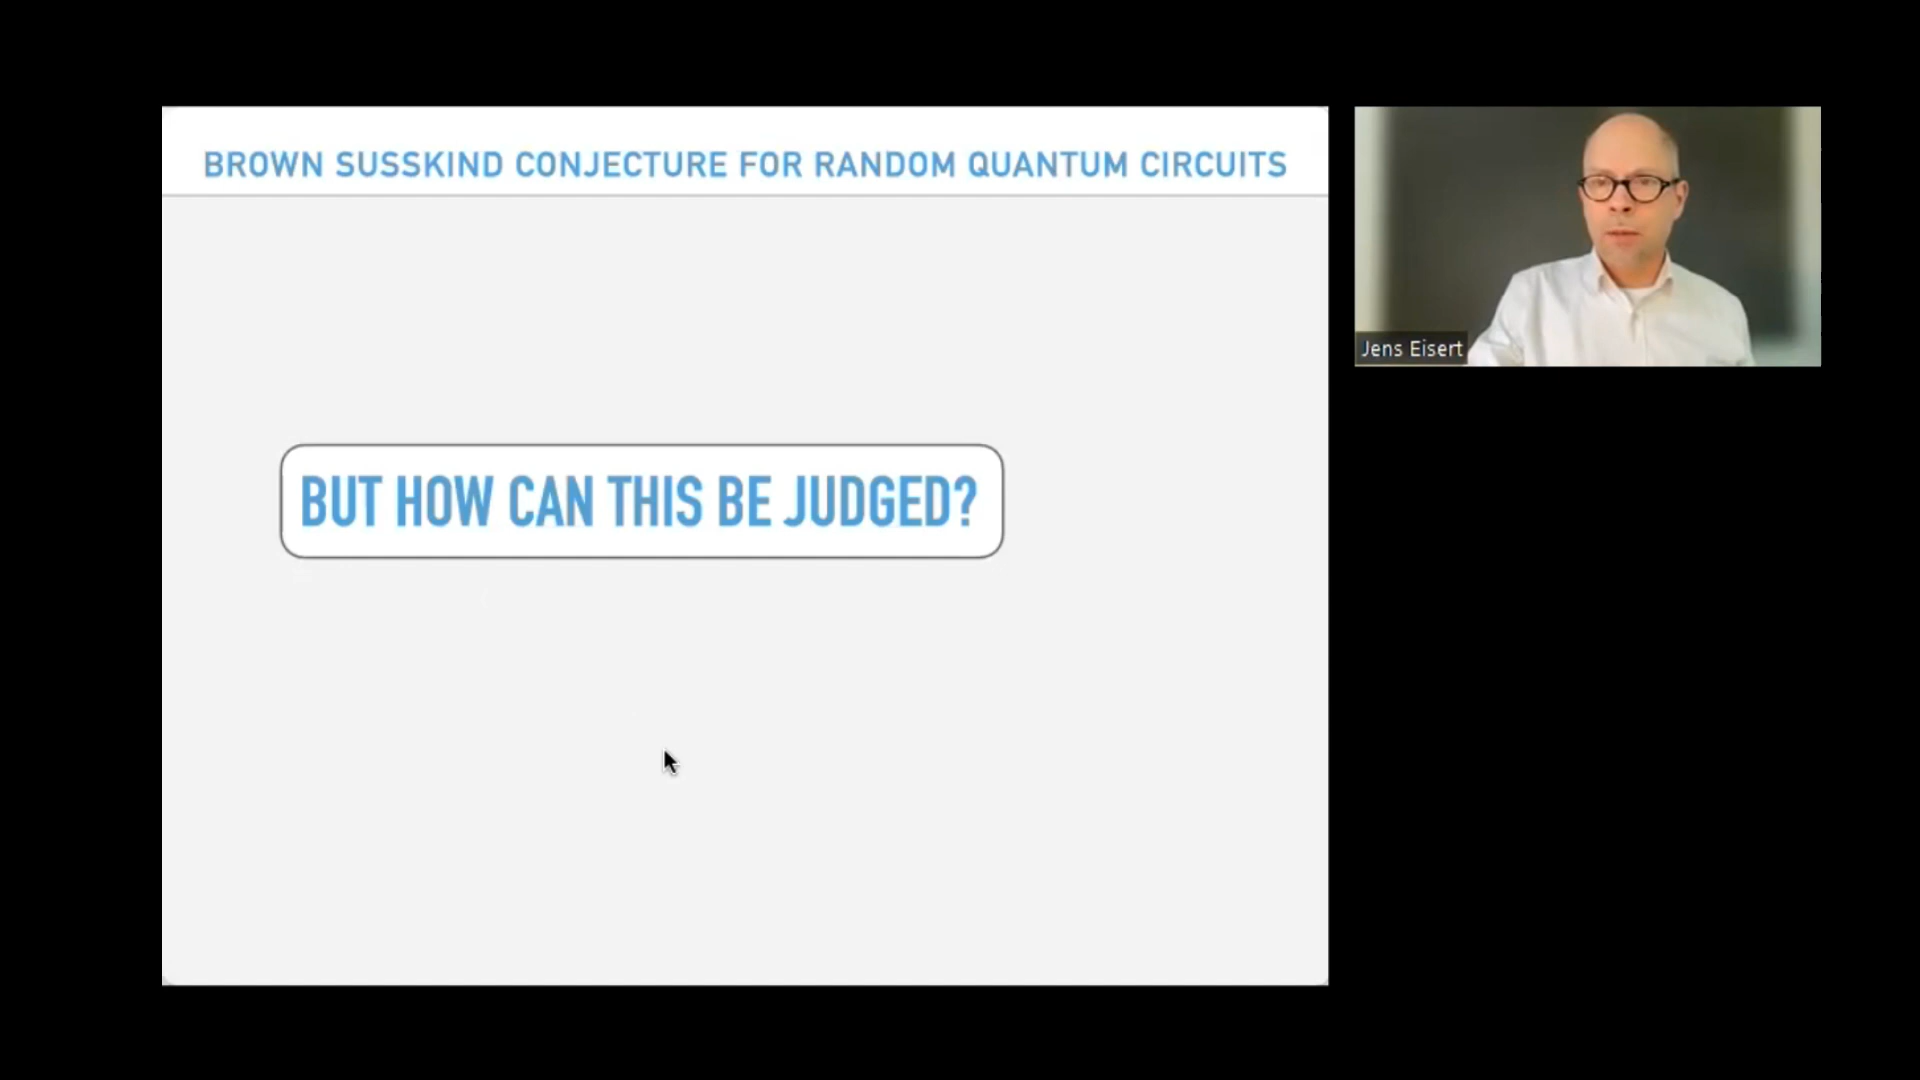 BROWN SUSSKIND CONJECTURE FOR RANDOM QUANTUM CIRCUITS
BUT HOW CAN THIS BE JUDGED?
Jens Eisert